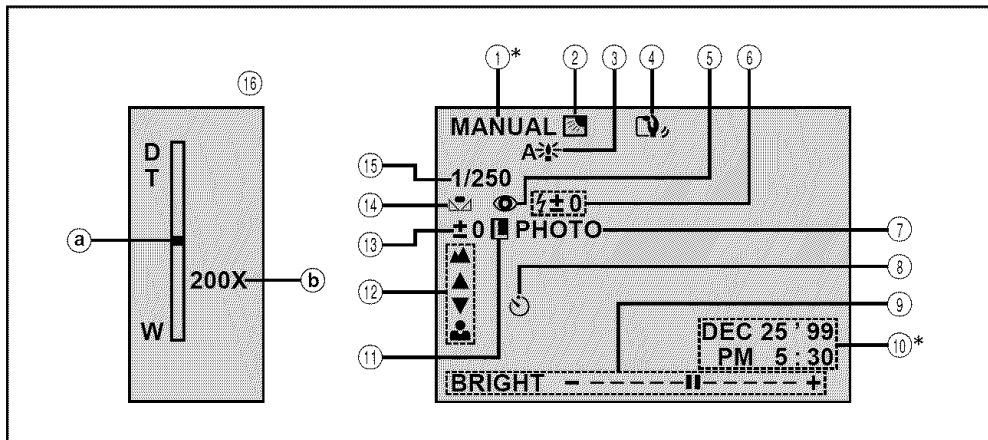 ①* ② ③ ④ ⑤ ⑥
⑯
D
T
W
ⓐ
200X ⓑ
MANUAL
A
⑮ 1/250
⑭ ±0
⑬ ±0 L PHOTO ⑦
⑫ ⑧
⑨
DEC 25 ’99
PM 5:30 ⑩*
⑪
BRIGHT - - - - - - - - - - - - +